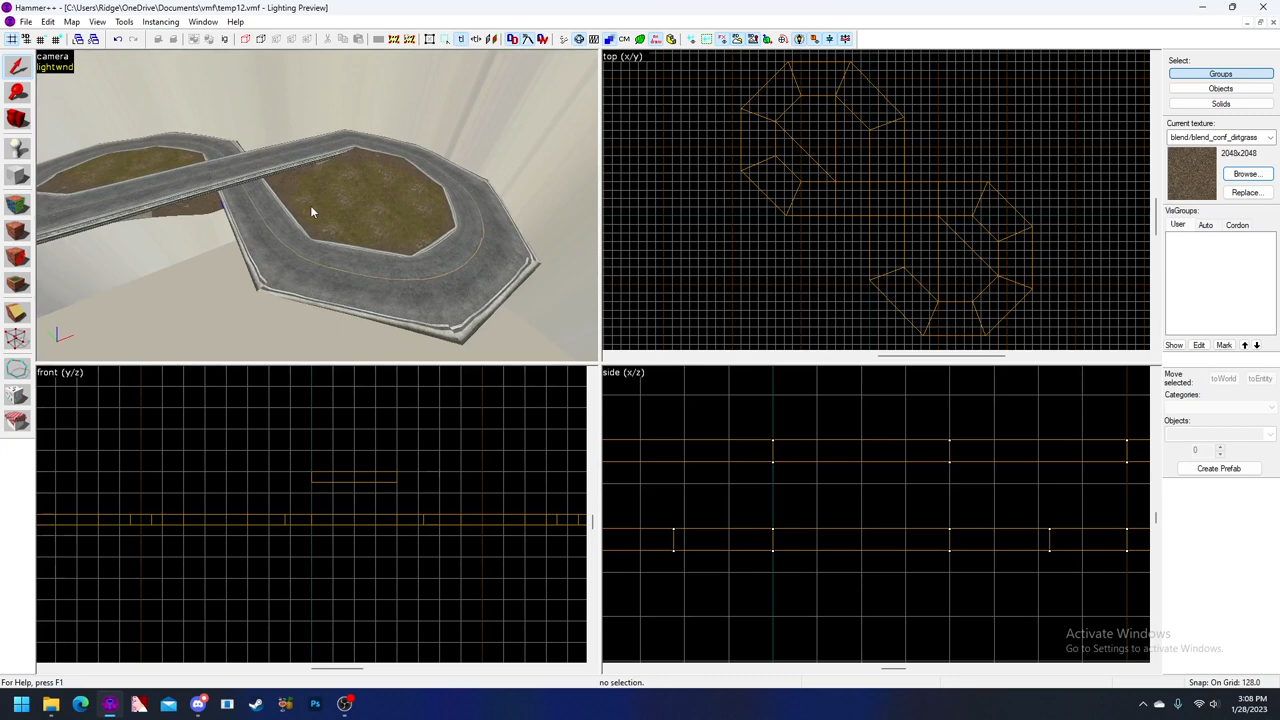 Hammer++ - [C:\Users\Ridge\OneDrive\Documents\vmf\temp12.vmf - Lighting Preview]
File Edit Map View Tools Instancing Window Help
camera
lightwnd
top (x/y)
front (y/z)
side (x/z)
Select:
Groups
Objects
Solids
Current texture:
blend/blend_conf_dirtgrass
2048x2048
Browse...
Replace...
VisGroups:
User Auto Cordon
Show Edit Mark
Move
selected:
toWorld toEntity
Categories:
Objects:
0
Create Prefab
Activate Windows
Go to Settings to activate Windows.
For Help, press F1
no selection.
Snap: On Grid: 128.0
3:08 PM
1/28/2023